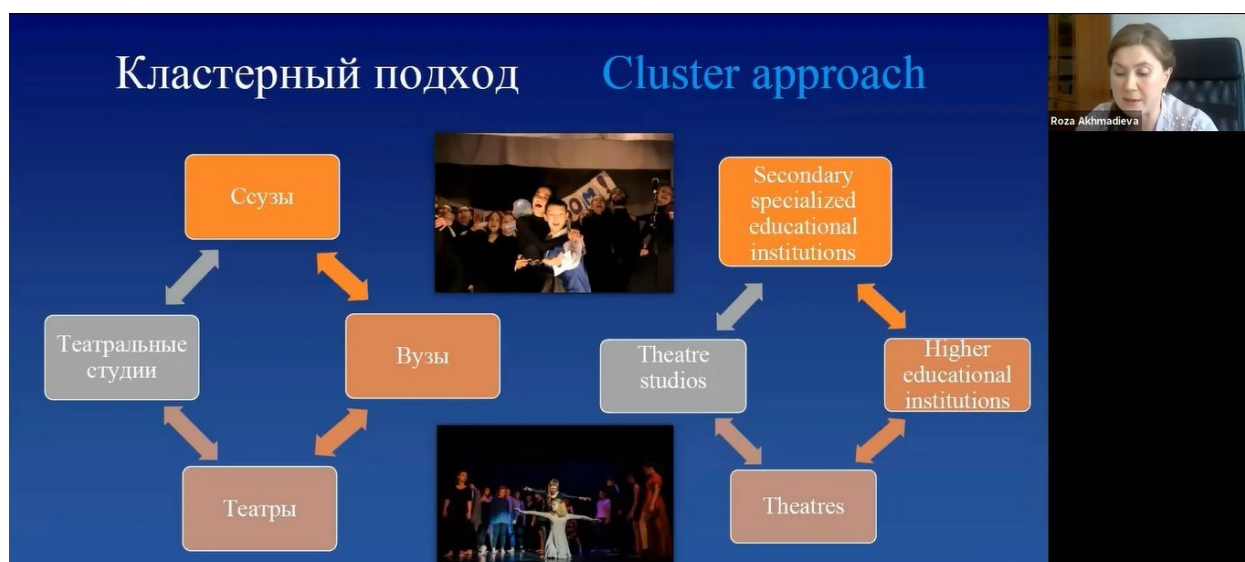 Кластерный подход
Cluster approach
Roza Akhmadieva
Ссузы
Театральные
студии
Вузы
Театры
Secondary
specialized
educational
institutions
Theatre
studios
Higher
educational
institutions
Theatres